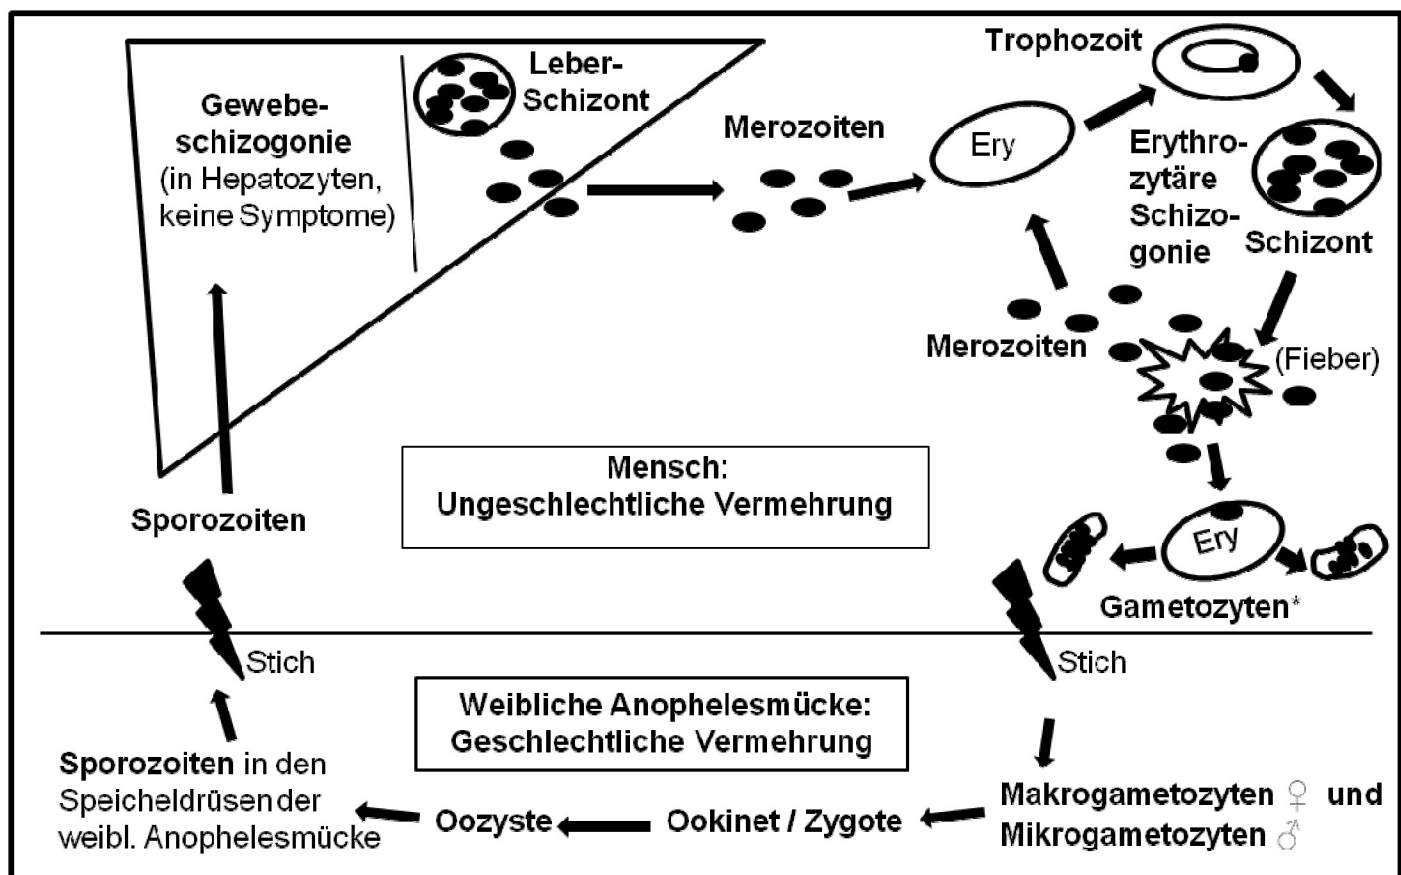 Gewebe-
schizogonie
(in Hepatozyten,
keine Symptome)
Leber-
Schizont
Merozoiten
Ery
Trophozoit
Erythro-
zytäre
Schizo-
gonie
Schizont
Merozoiten
(Fieber)
Mensch:
Ungeschlechtliche Vermehrung
Sporozoiten
Ery
Gametozyten*
Stich
Stich
Weibliche Anophelesmücke:
Geschlechtliche Vermehrung
Sporozoiten in den
Speicheldrüsen der
weibl. Anophelesmücke
Oozyste
Ookinet / Zygote
Makrogametozyten ♀ und
Mikrogametozyten ♂